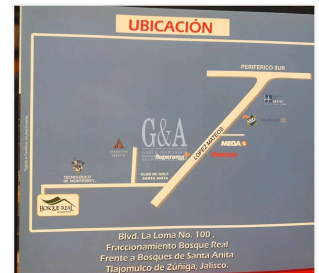 UBICACIÓN
PERIFERICO SUR
G&A
LOPEZ MATEOS
MEGA
Superama
TECNOLOGICO
DE MONTERREY
CLUB DE GOLF
SANTA ANITA
BOSQUE REAL
Blvd. La Loma No. 100 ,
Fraccionamiento Bosque Real
Frente a Bosques de Santa Anita
Tlajomulco de Zúñiga, Jalisco.